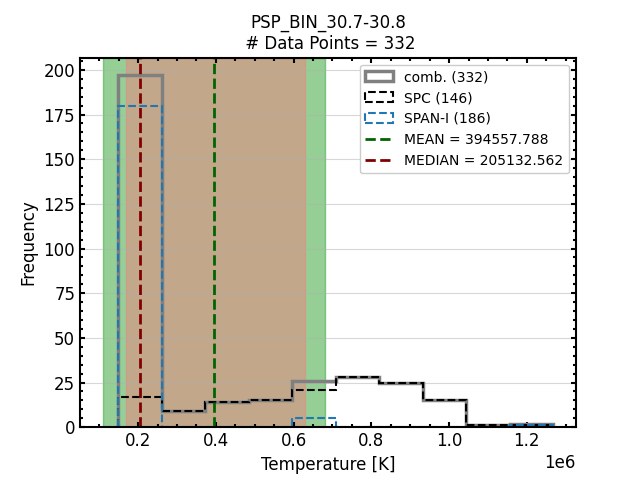 PSP_BIN_30.7-30.8
# Data Points = 332
comb. (332)
SPC (146)
SPAN-I (186)
MEAN = 394557.788
MEDIAN = 205132.562
Frequency
200
175
150
125
100
75
50
25
0
0.2 0.4 0.6 0.8 1.0 1.2
1e6
Temperature [K]